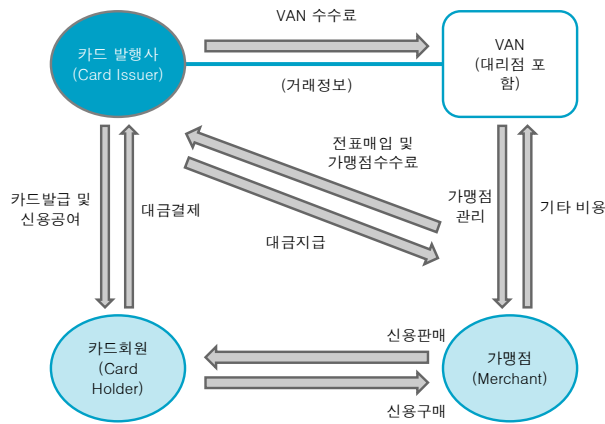 VAN 수수료
카드 발행사
(Card Issuer)
VAN
(대리점 포
함)
(거래정보)
전표매입 및
가맹점수수료
카드발급 및
신용공여
대금결제
대금지급
가맹점
관리
기타 비용
신용판매
카드회원
(Card
Holder)
가맹점
(Merchant)
신용구매